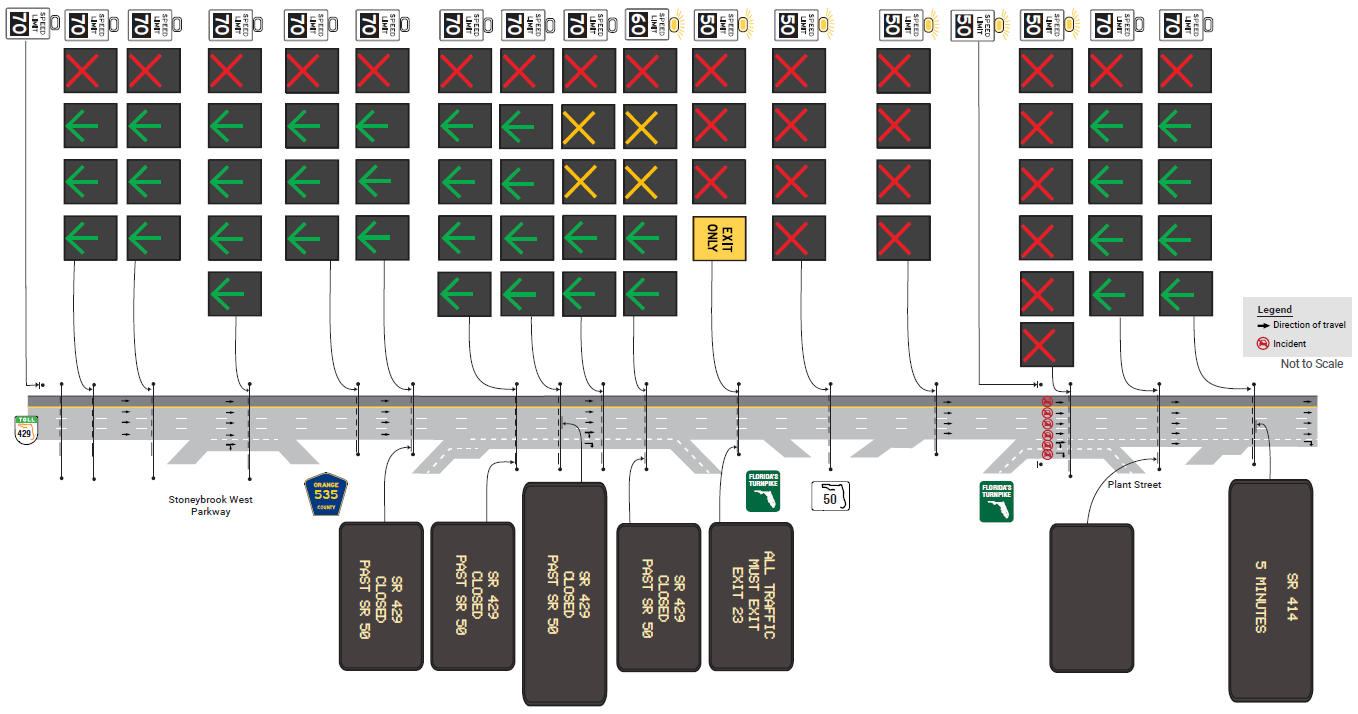 SPEED
LIMIT
70
SPEED
LIMIT
70
SPEED
LIMIT
70
SPEED
LIMIT
70
SPEED
LIMIT
70
SPEED
LIMIT
70
SPEED
LIMIT
70
SPEED
LIMIT
70
SPEED
LIMIT
70
SPEED
LIMIT
60
SPEED
LIMIT
50
SPEED
LIMIT
50
SPEED
LIMIT
50
SPEED
LIMIT
50
SPEED
LIMIT
50
SPEED
LIMIT
70
SPEED
LIMIT
70
EXIT
ONLY
Legend
Direction of travel
Incident
Not to Scale
TOLL
429
Stoneybrook West
Parkway
ORANGE
535
COUNTY
FLORIDA'S
TURNPIKE
50
FLORIDA'S
TURNPIKE
Plant Street
SR 429
CLOSED
PAST SR 50
SR 429
CLOSED
PAST SR 50
SR 429
CLOSED
PAST SR 50
SR 429
CLOSED
PAST SR 50
ALL TRAFFIC
MUST EXIT
EXIT 23
SR 414
5 MINUTES